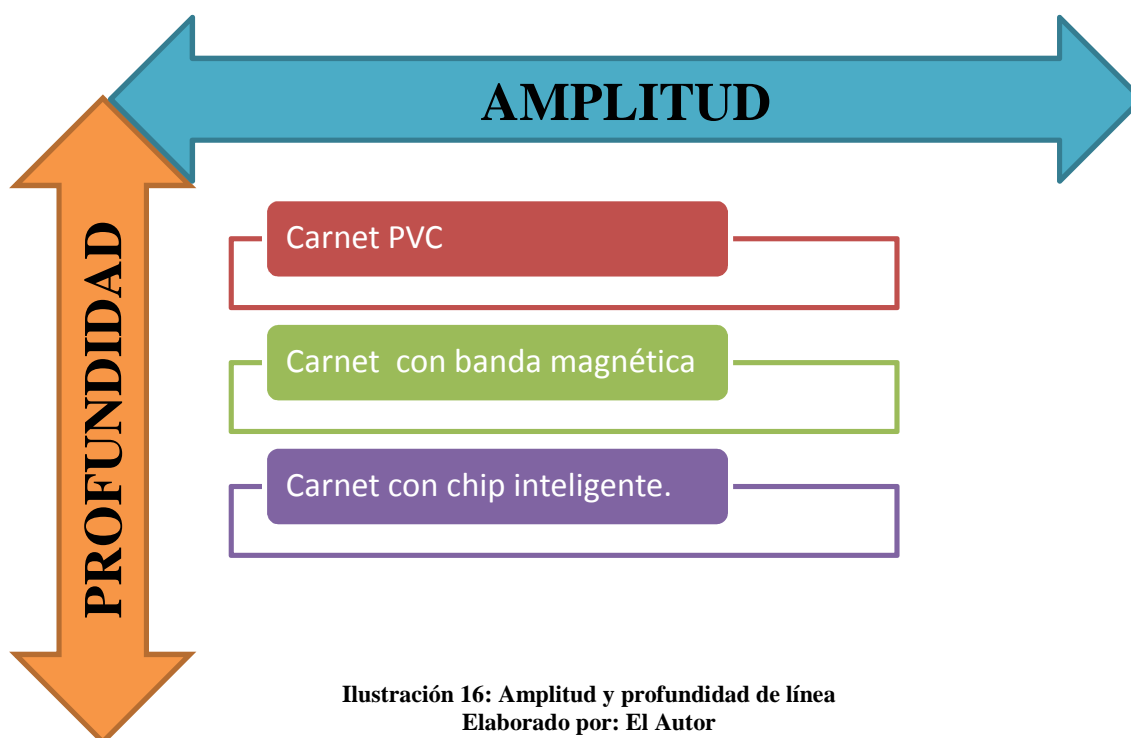 AMPLITUD
PROFUNDIDAD
Carnet PVC
Carnet  con banda magnética
Carnet con chip inteligente.
Ilustración 16: Amplitud y profundidad de línea
Elaborado por: El Autor